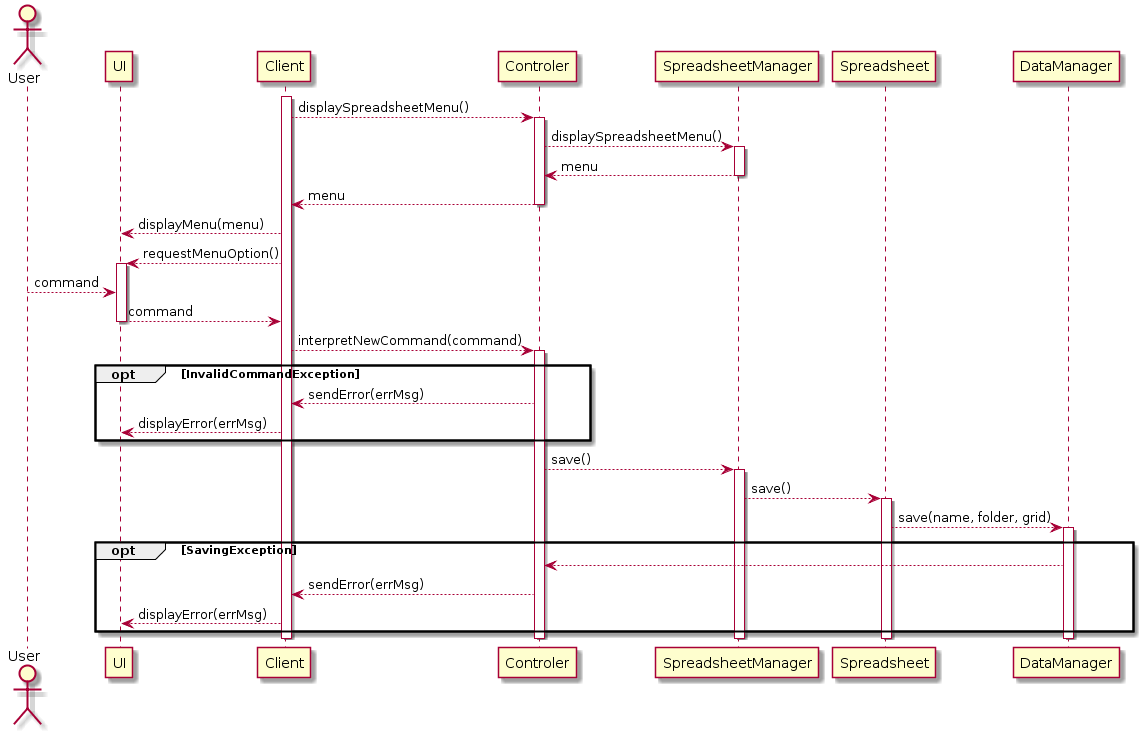 User
UI
Client
Controler
SpreadsheetManager
Spreadsheet
DataManager
displaySpreadsheetMenu()
displaySpreadsheetMenu()
menu
menu
displayMenu(menu)
requestMenuOption()
command
command
interpretNewCommand(command)
opt [InvalidCommandException]
sendError(errMsg)
displayError(errMsg)
save()
save()
save(name, folder, grid)
opt [SavingException]
sendError(errMsg)
displayError(errMsg)
User
UI
Client
Controler
SpreadsheetManager
Spreadsheet
DataManager